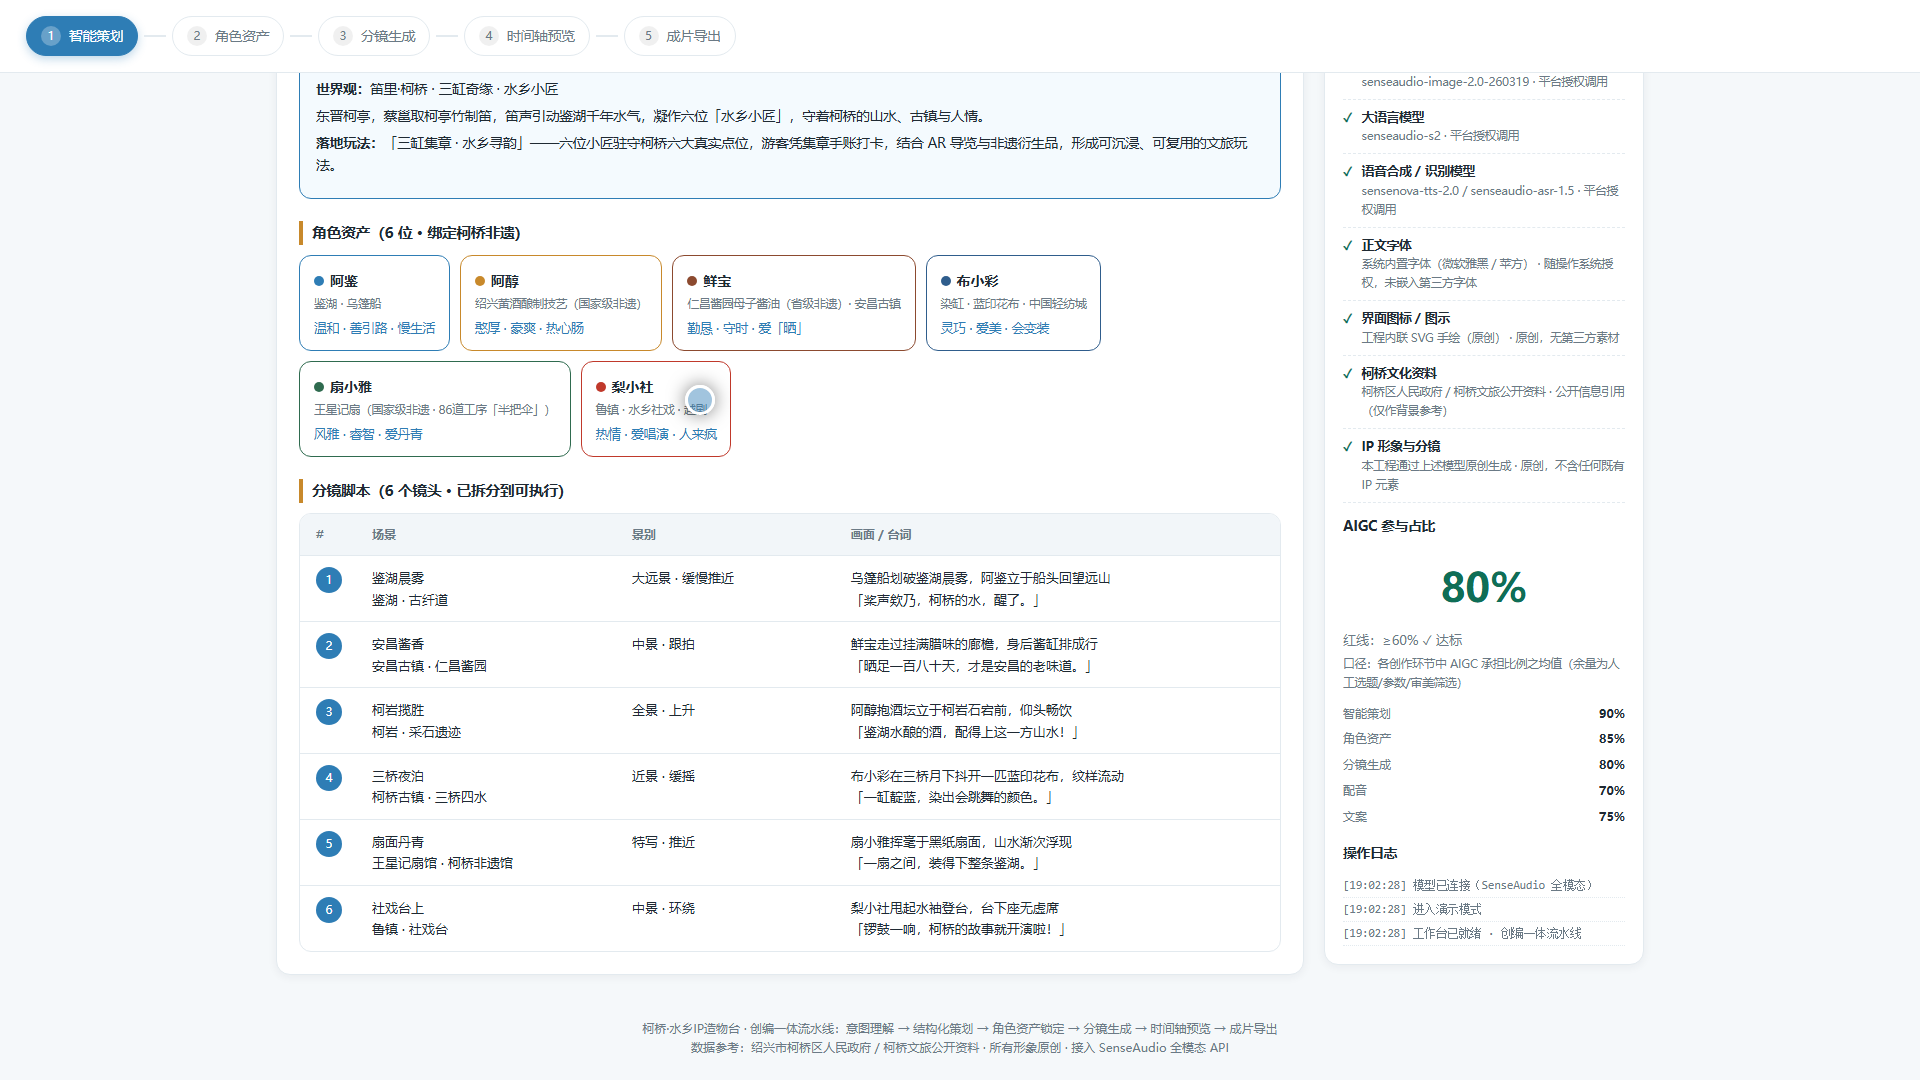 1 智能策划
2 角色资产
3 分镜生成
4 时间轴预览
5 成片导出
世界观：笛里·柯桥 · 三缸奇缘 · 水乡小匠
东晋柯亭，蔡邕取柯亭竹制笛，笛声引动鉴湖千年水气，凝作六位「水乡小匠」，守着柯桥的山水、古镇与人情。
落地玩法：「三缸集章 · 水乡寻韵」——六位小匠驻守柯桥六大真实点位，游客凭集章手账打卡，结合 AR 导览与非遗衍生品，形成可沉浸、可复用的文旅玩
法。
角色资产（6 位 • 绑定柯桥非遗）
阿鉴
鉴湖 · 乌篷船
温和 · 善引路 · 慢生活
阿醇
绍兴黄酒酿制技艺（国家级非遗）
憨厚 · 豪爽 · 热心肠
鲜宝
仁昌酱园母子酱油（省级非遗）· 安昌古镇
勤恳 · 守时 · 爱「晒」
布小彩
染缸 · 蓝印花布 · 中国轻纺城
灵巧 · 爱美 · 会变装
扇小雅
王星记扇（国家级非遗 · 86道工序「半把伞」）
风雅 · 睿智 · 爱丹青
梨小社
鲁镇 · 水乡社戏 · 越剧
热情 · 爱唱演 · 人来疯
分镜脚本（6 个镜头 • 已拆分到可执行）
# 场景 景别 画面 / 台词
1 鉴湖晨雾 大远景 · 缓慢推近 乌篷船划破鉴湖晨雾，阿鉴立于船头回望远山
鉴湖 · 古纤道 「桨声欸乃，柯桥的水，醒了。」
2 安昌酱香 中景 · 跟拍 鲜宝走过挂满腊味的廊檐，身后酱缸排成行
安昌古镇 · 仁昌酱园 「晒足一百八十天，才是安昌的老味道。」
3 柯岩揽胜 全景 · 上升 阿醇抱酒坛立于柯岩石宕前，仰头畅饮
柯岩 · 采石遗迹 「鉴湖水酿的酒，配得上这一方山水！」
4 三桥夜泊 近景 · 缓摇 布小彩在三桥月下抖开一匹蓝印花布，纹样流动
柯桥古镇 · 三桥四水 「一缸靛蓝，染出会跳舞的颜色。」
5 扇面丹青 特写 · 推近 扇小雅挥毫于黑纸扇面，山水渐次浮现
王星记扇馆 · 柯桥非遗馆 「一扇之间，装得下整条鉴湖。」
6 社戏台上 中景 · 环绕 梨小社甩起水袖登台，台下座无虚席
鲁镇 · 社戏台 「锣鼓一响，柯桥的故事就开演啦！」
senseaudio-image-2.0-260319 · 平台授权调用
✓ 大语言模型
senseaudio-s2 · 平台授权调用
✓ 语音合成 / 识别模型
sensenova-tts-2.0 / senseaudio-asr-1.5 · 平台授
权调用
✓ 正文字体
系统内置字体（微软雅黑 / 苹方） · 随操作系统授
权，未嵌入第三方字体
✓ 界面图标 / 图示
工程内联 SVG 手绘（原创） · 原创，无第三方素材
✓ 柯桥文化资料
柯桥区人民政府 / 柯桥文旅公开资料 · 公开信息引用
（仅作背景参考）
✓ IP 形象与分镜
本工程通过上述模型原创生成 · 原创，不含任何既有
IP 元素
AIGC 参与占比
80%
红线：≥60% ✓ 达标
口径：各创作环节中 AIGC 承担比例之均值（余量为人
工选题/参数/审美筛选）
智能策划 90%
角色资产 85%
分镜生成 80%
配音 70%
文案 75%
操作日志
[19:02:28] 模型已连接（SenseAudio 全模态）
[19:02:28] 进入演示模式
[19:02:28] 工作台已就绪 · 创编一体流水线
柯桥·水乡IP造物台 · 创编一体流水线：意图理解 → 结构化策划 → 角色资产锁定 → 分镜生成 → 时间轴预览 → 成片导出
数据参考：绍兴市柯桥区人民政府 / 柯桥文旅公开资料 · 所有形象原创 · 接入 SenseAudio 全模态 API